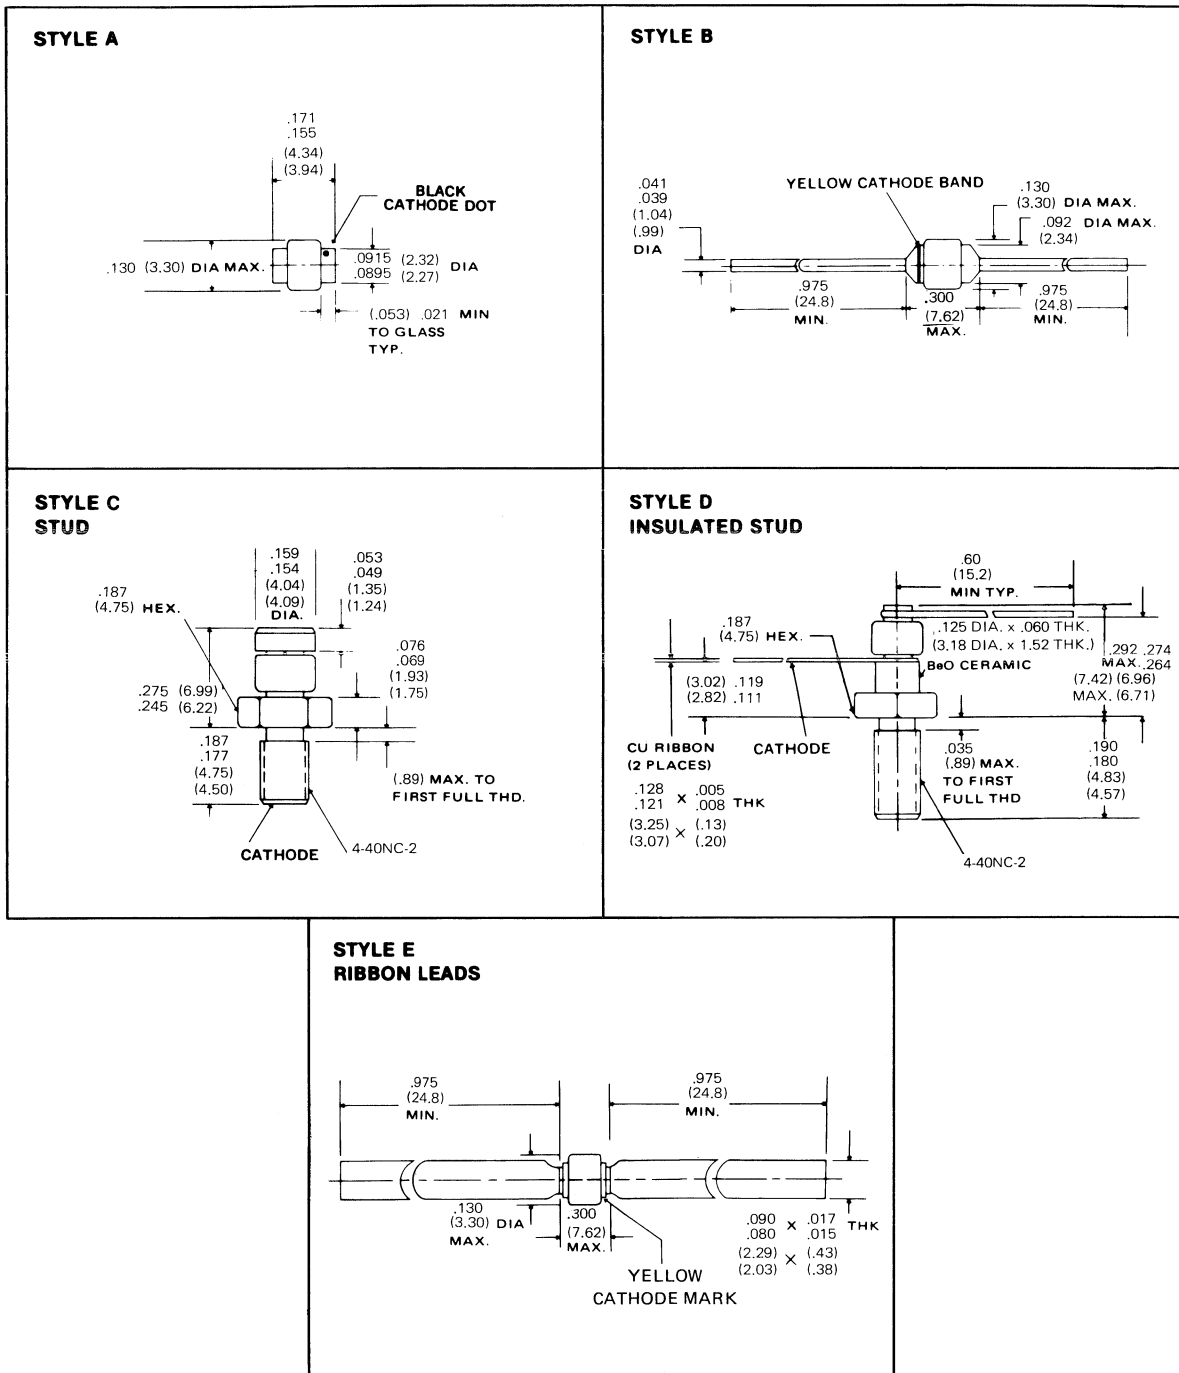 STYLE A
.171
.155
(4.34)
(3.94)
BLACK
CATHODE DOT
.130 (3.30) DIA MAX.
.0915 (2.32) DIA
.0895 (2.27)
(.053) .021 MIN
TO GLASS
TYP.
STYLE B
.041
.039
(1.04)
(.99)
DIA
YELLOW CATHODE BAND
.130
(3.30) DIA MAX.
.092 DIA MAX.
(2.34)
.975
(24.8)
MIN.
.300
(7.62)
MAX.
.975
(24.8)
MIN.
STYLE C
STUD
.159
.154
(4.04)
(4.09)
DIA.
.053
.049
(1.35)
(1.24)
.187
(4.75) HEX.
.076
.069
(1.93)
(1.75)
.275 (6.99)
.245 (6.22)
.187
.177
(4.75)
(4.50)
(.89) MAX. TO
FIRST FULL THD.
CATHODE
4-40NC-2
STYLE D
INSULATED STUD
.60
(15.2)
MIN TYP.
.187
(4.75) HEX.
.125 DIA. x .060 THK.
(3.18 DIA. x 1.52 THK.)
BeO CERAMIC
.292 .274
MAX. .264
(7.42) (6.96)
MAX. (6.71)
(3.02) .119
(2.82) .111
CU RIBBON
(2 PLACES)
CATHODE
.128 x .005
.121 .008 THK
(3.25) x (.13)
(3.07) (.20)
.035
(.89) MAX.
TO FIRST
FULL THD
.190
.180
(4.83)
(4.57)
4-40NC-2
STYLE E
RIBBON LEADS
.975
(24.8)
MIN.
.975
(24.8)
MIN.
.130
(3.30) DIA
MAX.
.300
(7.62)
MAX.
.090 x .017 THK
.080 .015
(2.29) x (.43)
(2.03) (.38)
YELLOW
CATHODE MARK